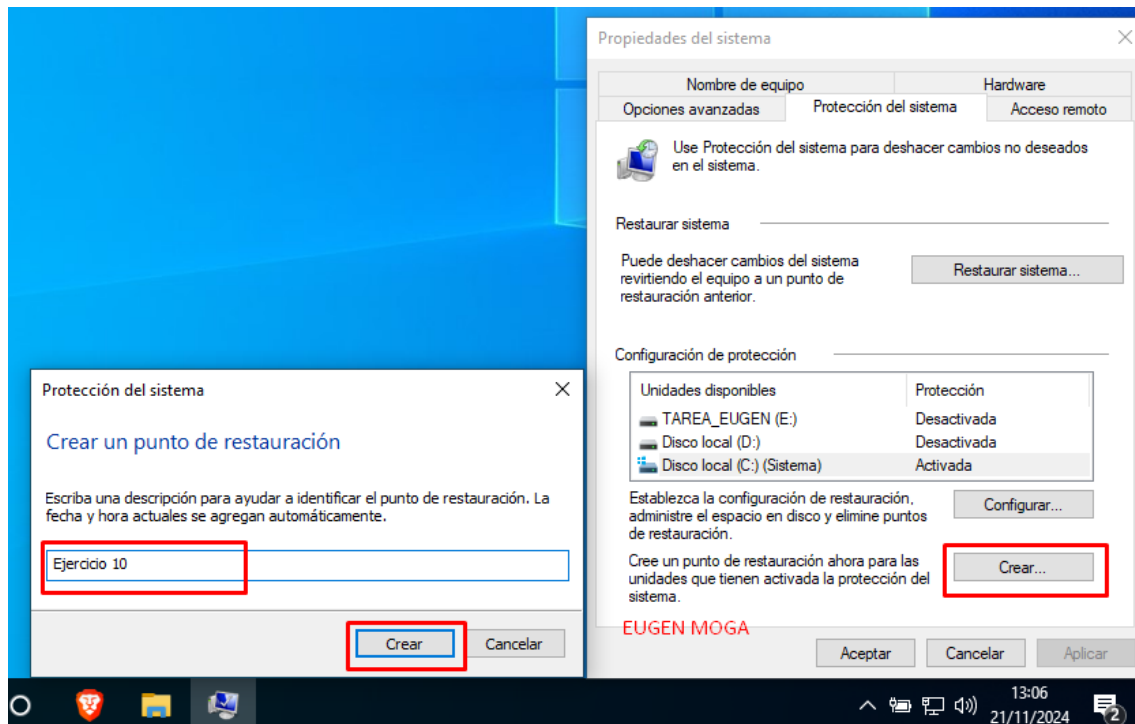 Propiedades del sistema
Nombre de equipo
Hardware
Opciones avanzadas
Protección del sistema
Acceso remoto
Use Protección del sistema para deshacer cambios no deseados
en el sistema.
Restaurar sistema
Puede deshacer cambios del sistema
revirtiendo el equipo a un punto de
restauración anterior.
Restaurar sistema...
Configuración de protección
Unidades disponibles Protección
TAREA_EUGEN (E:) Desactivada
Disco local (D:) Desactivada
Disco local (C:) (Sistema) Activada
Establezca la configuración de restauración,
administre el espacio en disco y elimine puntos
de restauración.
Configurar...
Cree un punto de restauración ahora para las
unidades que tienen activada la protección del
sistema.
Crear...
EUGEN MOGA
Aceptar Cancelar Aplicar
Protección del sistema
Crear un punto de restauración
Escriba una descripción para ayudar a identificar el punto de restauración. La
fecha y hora actuales se agregan automáticamente.
Ejercicio 10
Crear Cancelar
13:06
21/11/2024
2